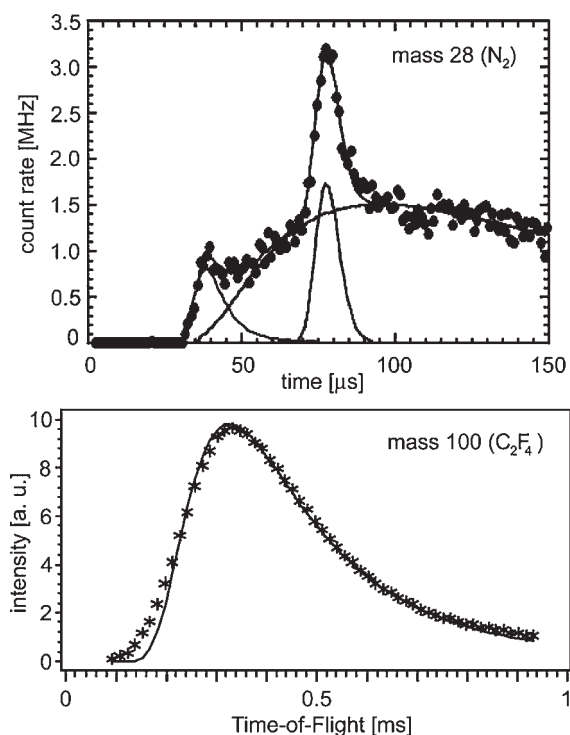 3.5
3.0
2.5
2.0
1.5
1.0
0.5
0
count rate [MHz]
mass 28 (N₂)
0 50 100 150
time [μs]
10
8
6
4
2
0
intensity [a. u.]
mass 100 (C₂F₄)
0 0.5 1
Time-of-Flight [ms]